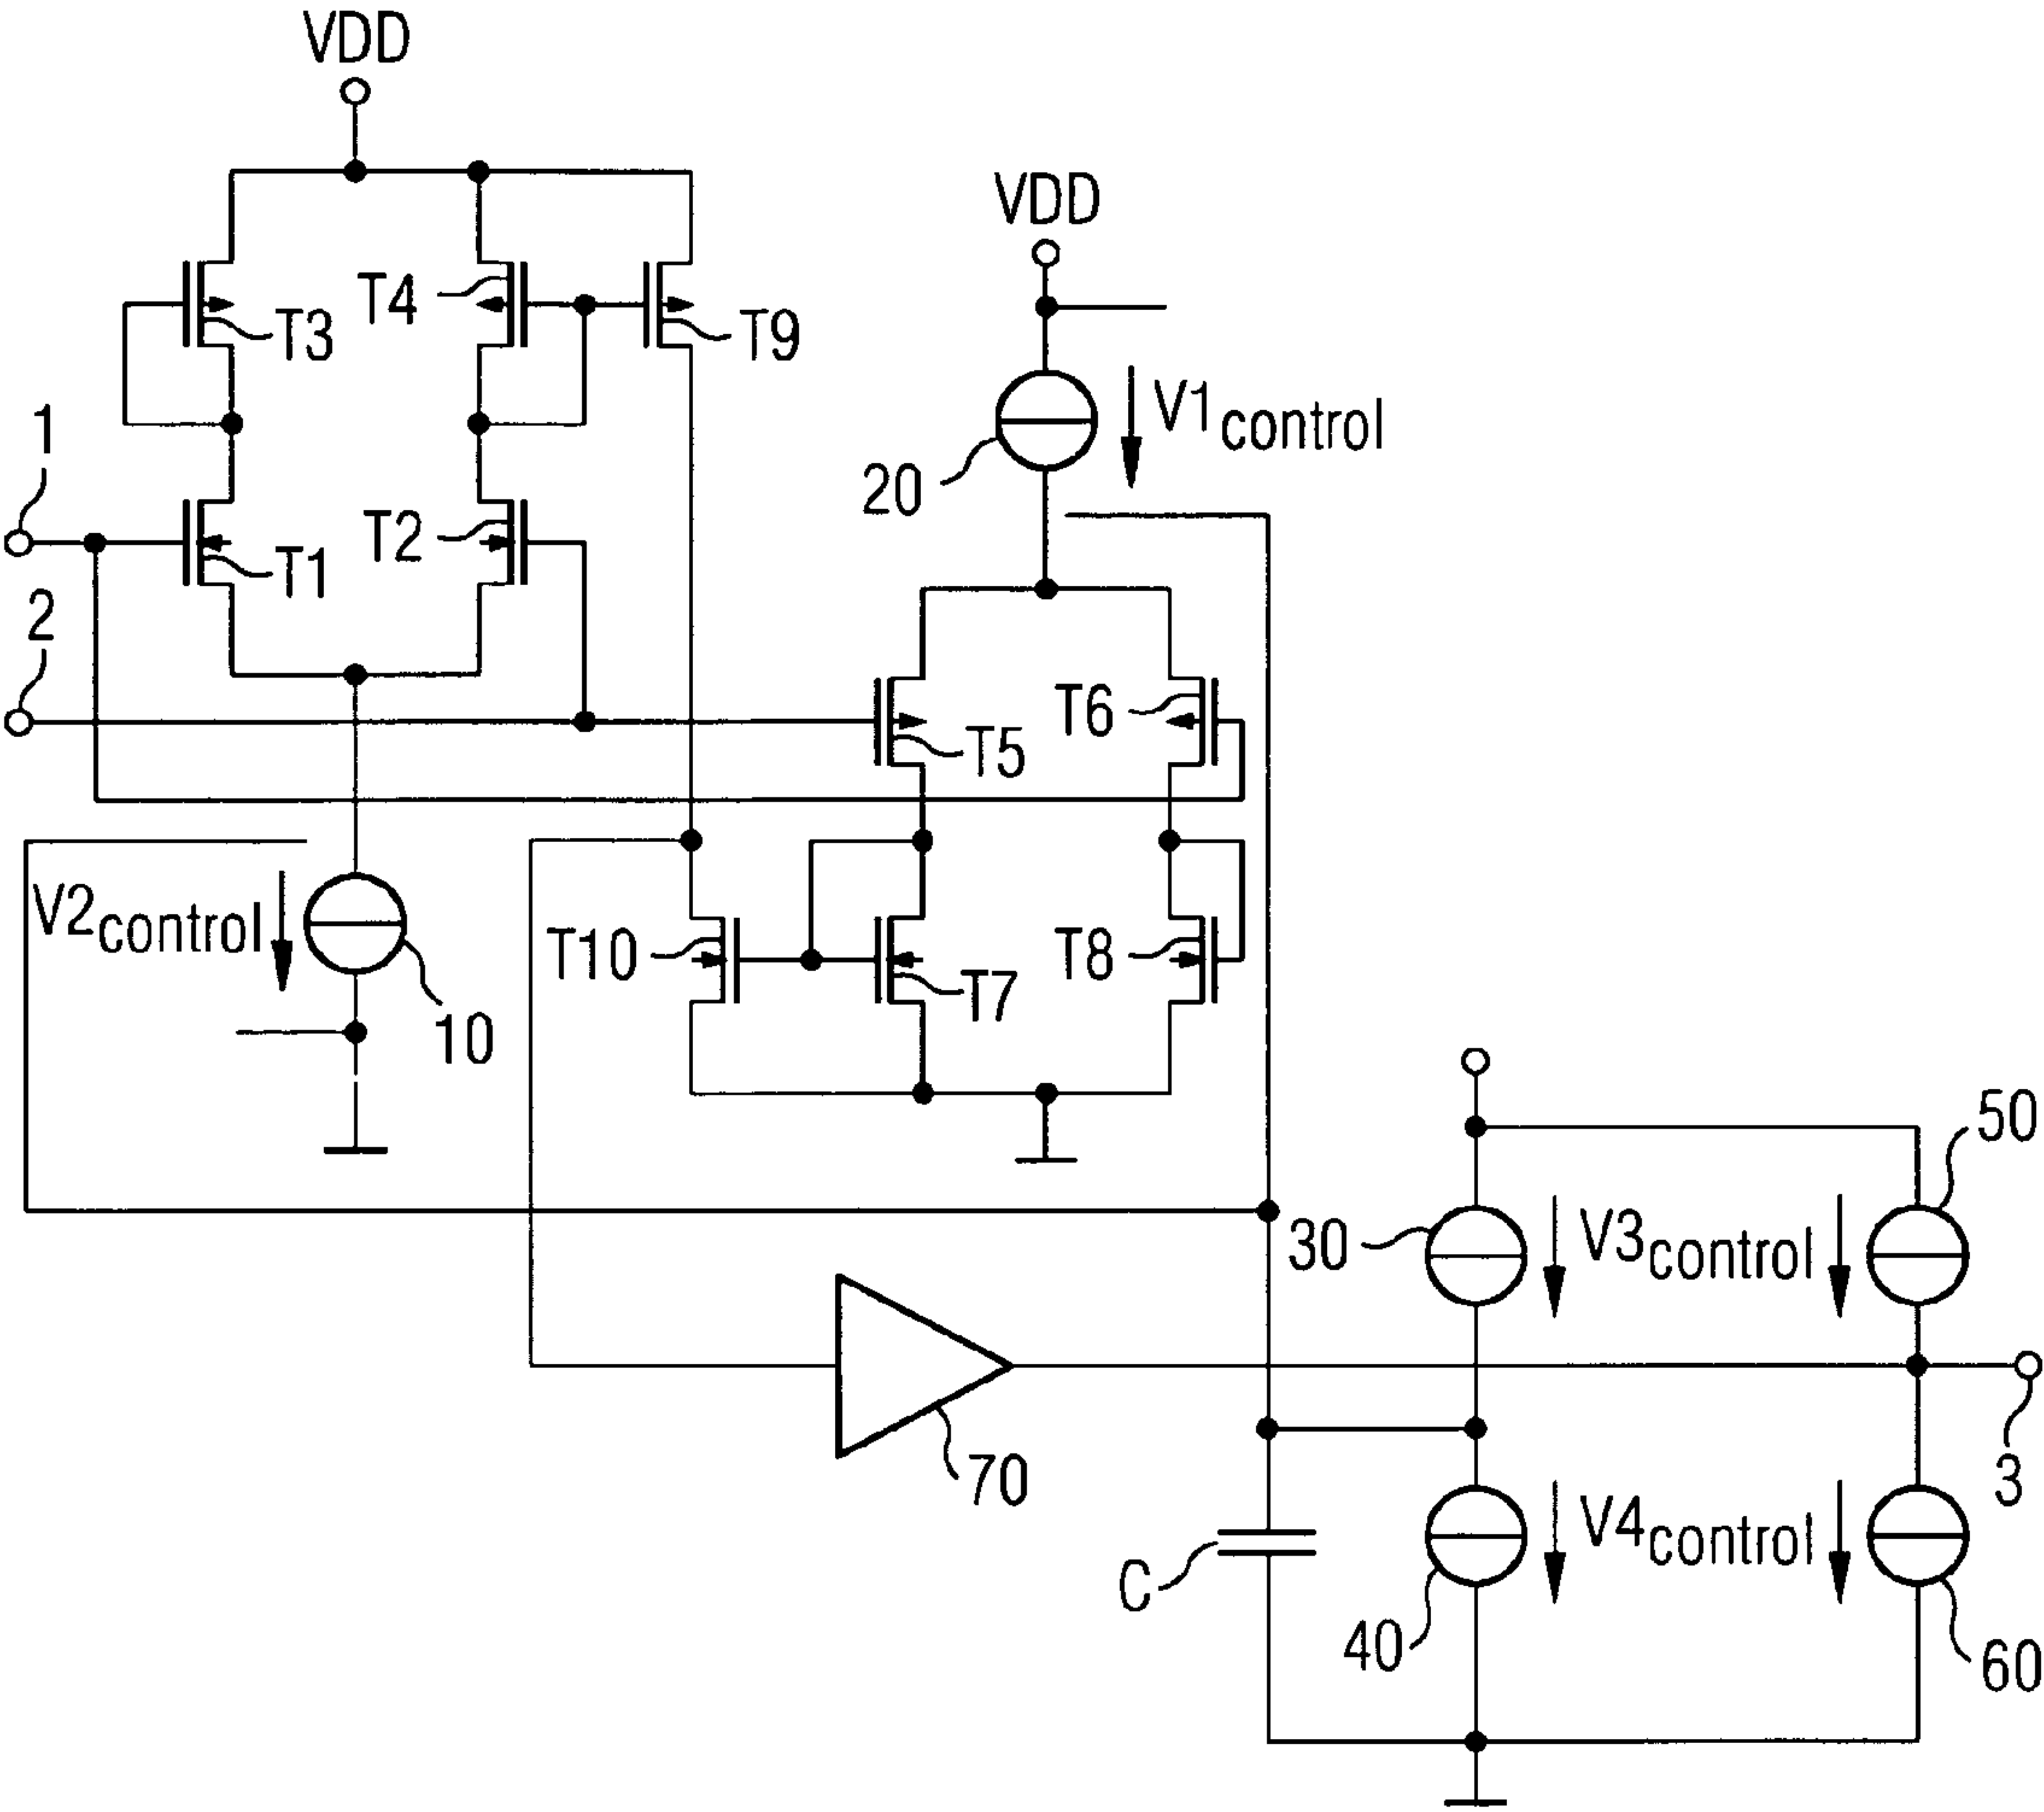 VDD
VDD
T3
T4
T9
1
V1control
20
T1
T2
2
T5
T6
V2control
10
T10
T7
T8
50
30
V3control
70
3
V4control
C
40
60